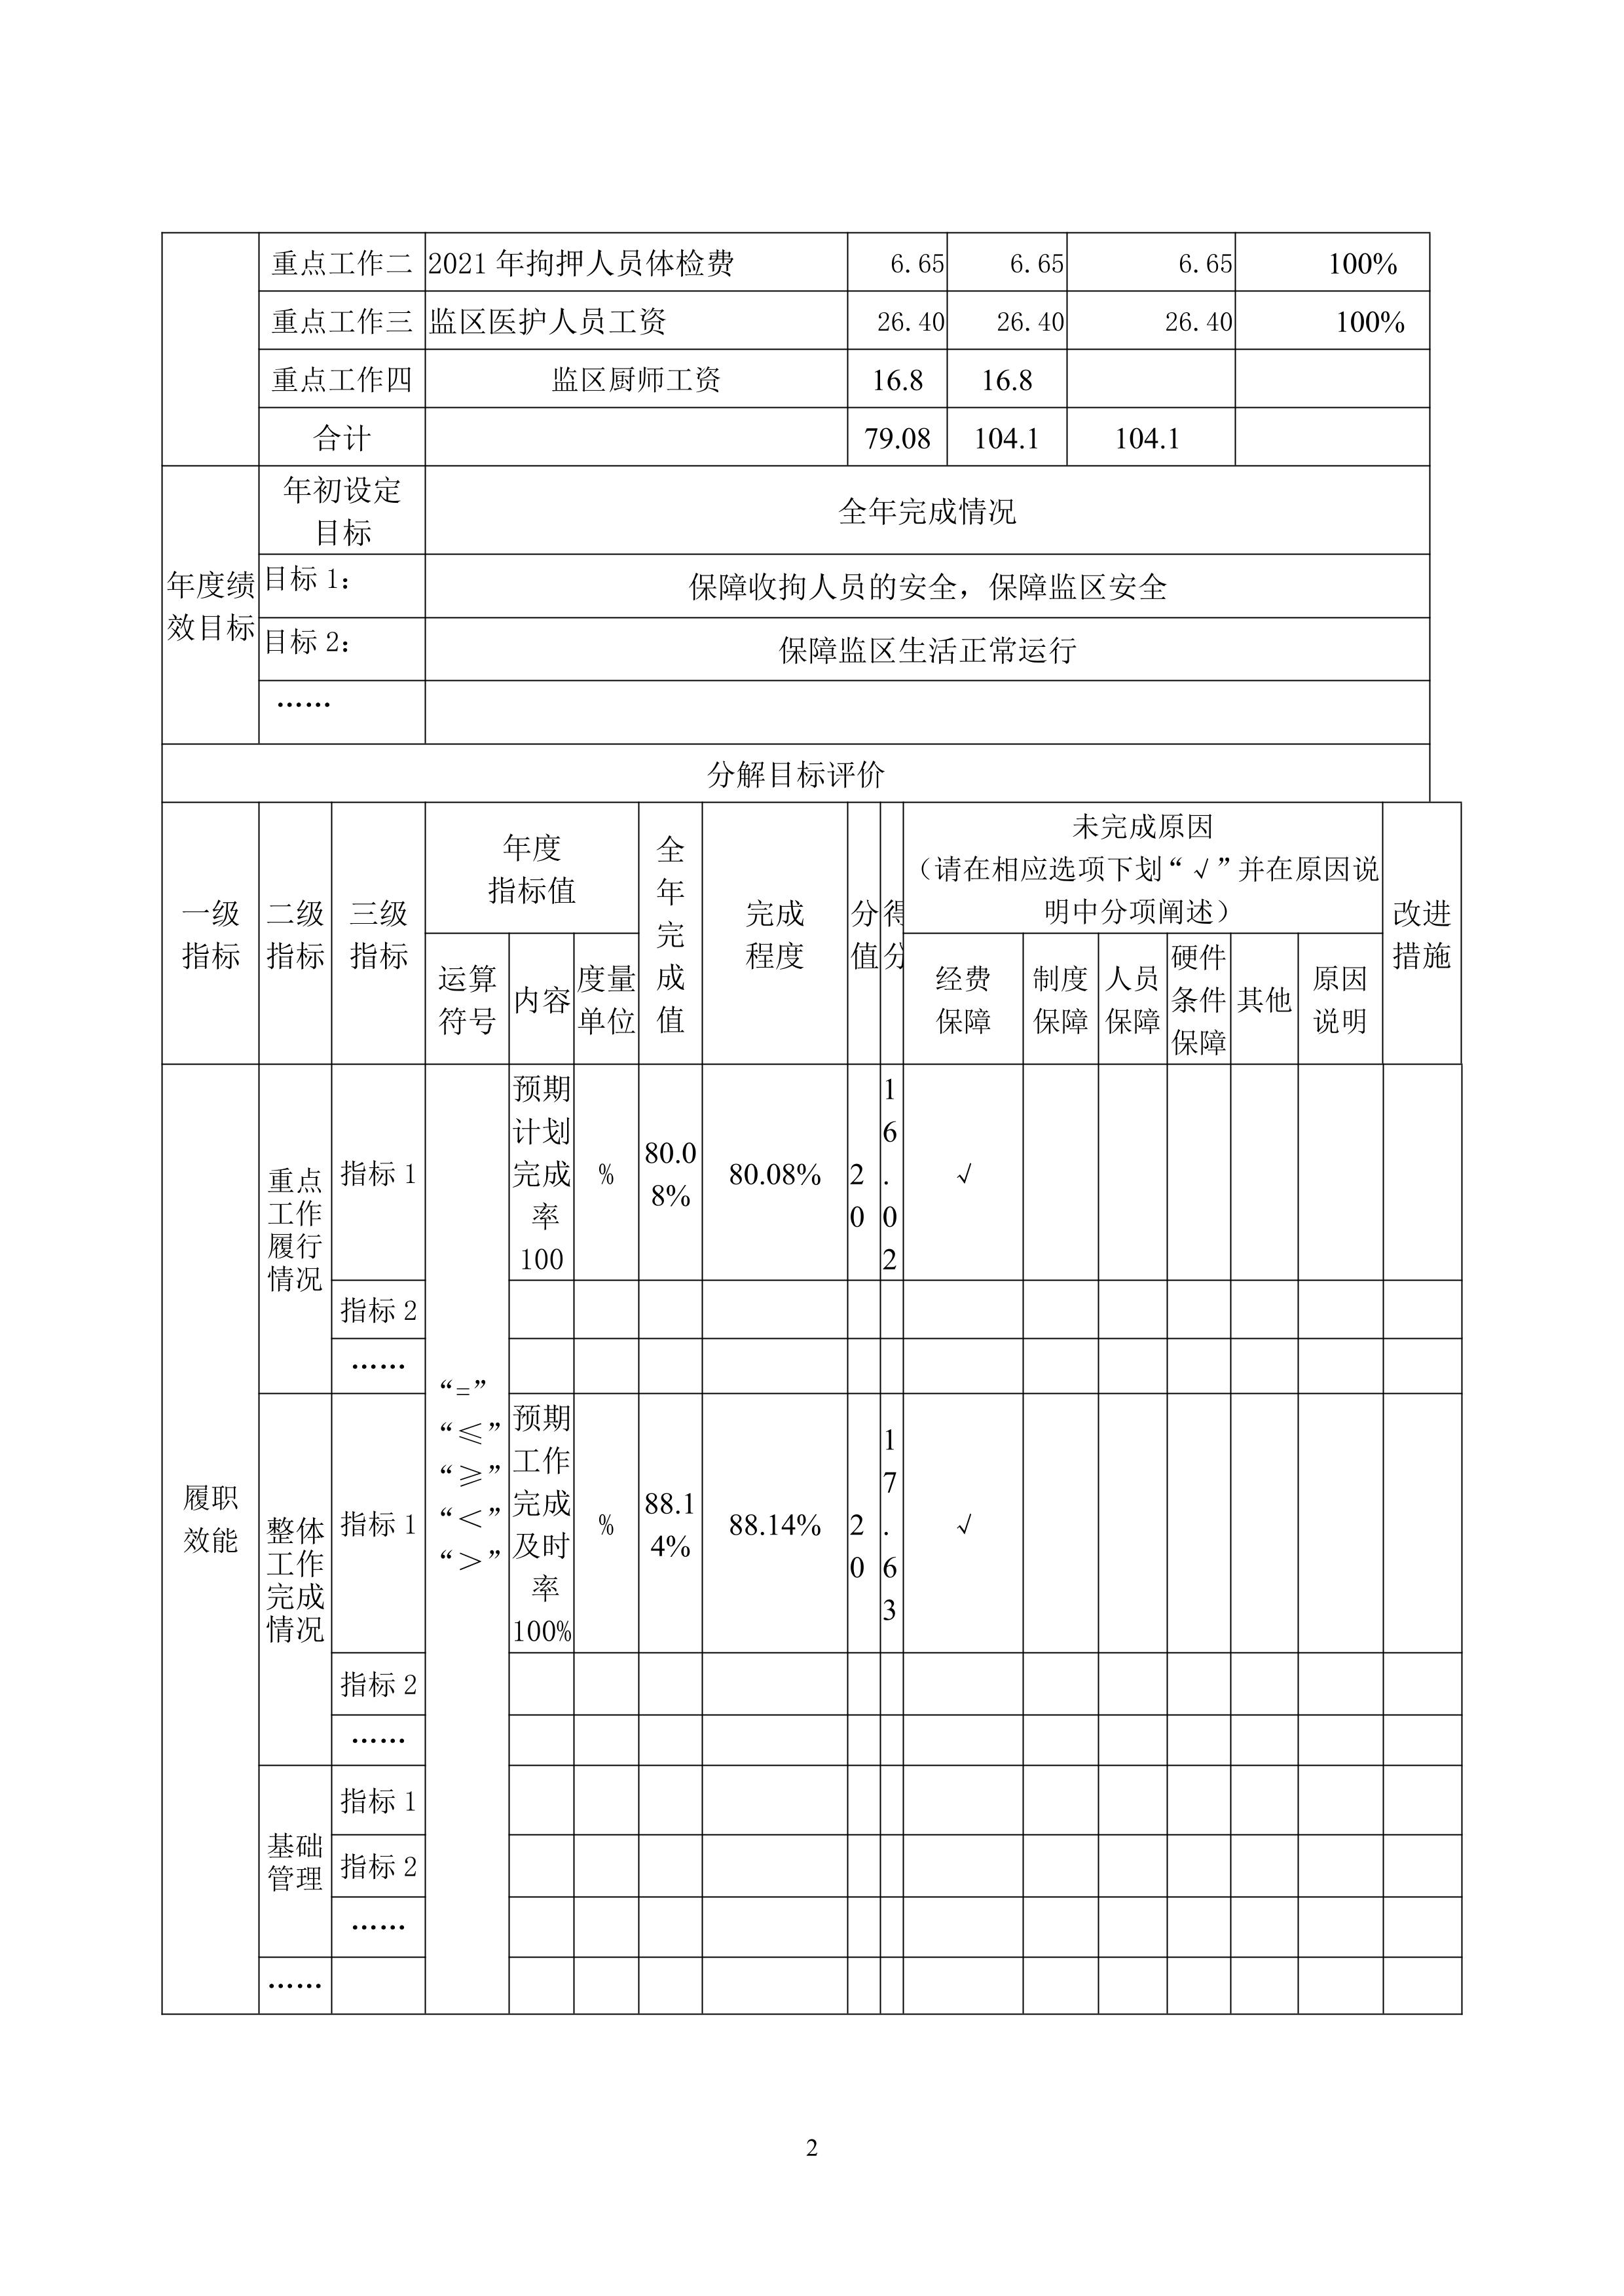 重点工作二 2021年拘押人员体检费 6.65 6.65 6.65 100%
重点工作三 监区医护人员工资 26.40 26.40 26.40 100%
重点工作四 监区厨师工资 16.8 16.8
合计 79.08 104.1 104.1
年度绩
效目标
年初设定
目标
全年完成情况
目标1: 保障收拘人员的安全，保障监区安全
目标2: 保障监区生活正常运行
……
分解目标评价
一级
指标
二级
指标
三级
指标
年度
指标值
运算
符号
内容
度量
单位
全
年
完
成
值
完成
程度
分
值
得
分
未完成原因
（请在相应选项下划“√”并在原因说
明中分项阐述）
经费
保障
制度
保障
人员
保障
硬件
条件
保障
其他
原因
说明
改进
措施
履职
效能
重点
工作
履行
情况
指标1
“=”
“≤”
“≥”
“<”
“>”
预期
计划
完成
率
100
%
80.0
8%
80.08%
2
0
1
6
.
0
2
√
指标2
……
整体
工作
完成
情况
指标1
预期
工作
完成
及时
率
100%
%
88.1
4%
88.14%
2
0
1
7
.
6
3
√
指标2
……
基础
管理
指标1
指标2
……
……
2